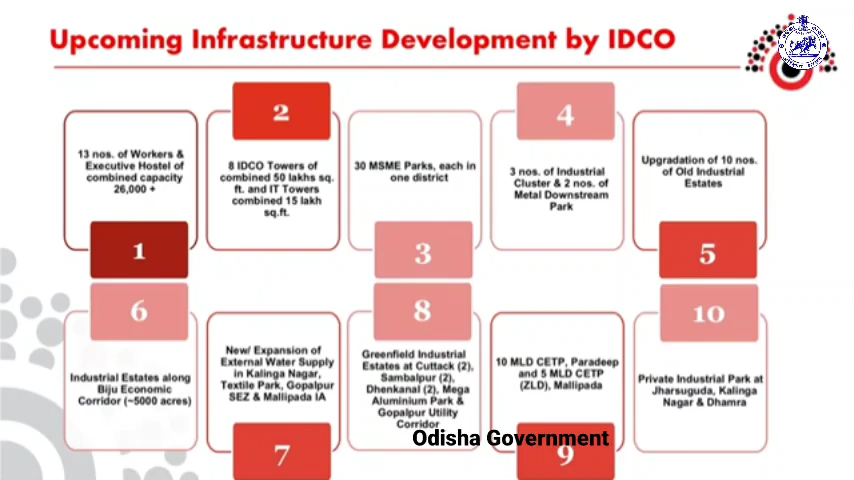 Upcoming Infrastructure Development by IDCO
13 nos. of Workers &
Executive Hostel of
combined capacity
26,000 +
1
2
8 IDCO Towers of
combined 50 lakhs sq.
ft. and IT Towers
combined 15 lakh
sq.ft.
30 MSME Parks, each in
one district
3
4
3 nos. of Industrial
Cluster & 2 nos. of
Metal Downstream
Park
Upgradation of 10 nos.
of Old Industrial
Estates
5
6
Industrial Estates along
Biju Economic
Corridor (~5000 acres)
New/ Expansion of
External Water Supply
in Kalinga Nagar,
Textile Park, Gopalpur
SEZ & Mallipada IA
7
8
Greenfield Industrial
Estates at Cuttack (2),
Sambalpur (2),
Dhenkanal (2), Mega
Aluminium Park &
Gopalpur Utility
Corridor
10 MLD CETP, Paradeep
and 5 MLD CETP
(ZLD), Mallipada
9
10
Private Industrial Park at
Jharsuguda, Kalinga
Nagar & Dhamra
Odisha Government